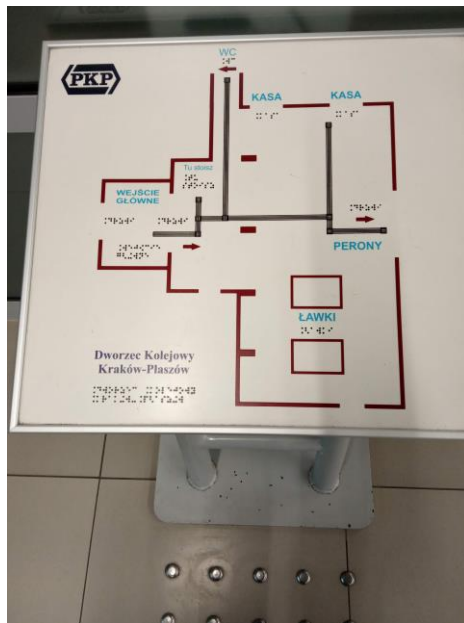 PKP
WC
KASA
KASA
Tu stoisz
WEJŚCIE
GŁÓWNE
PERONY
ŁAWKI
Dworzec Kolejowy
Kraków-Płaszów